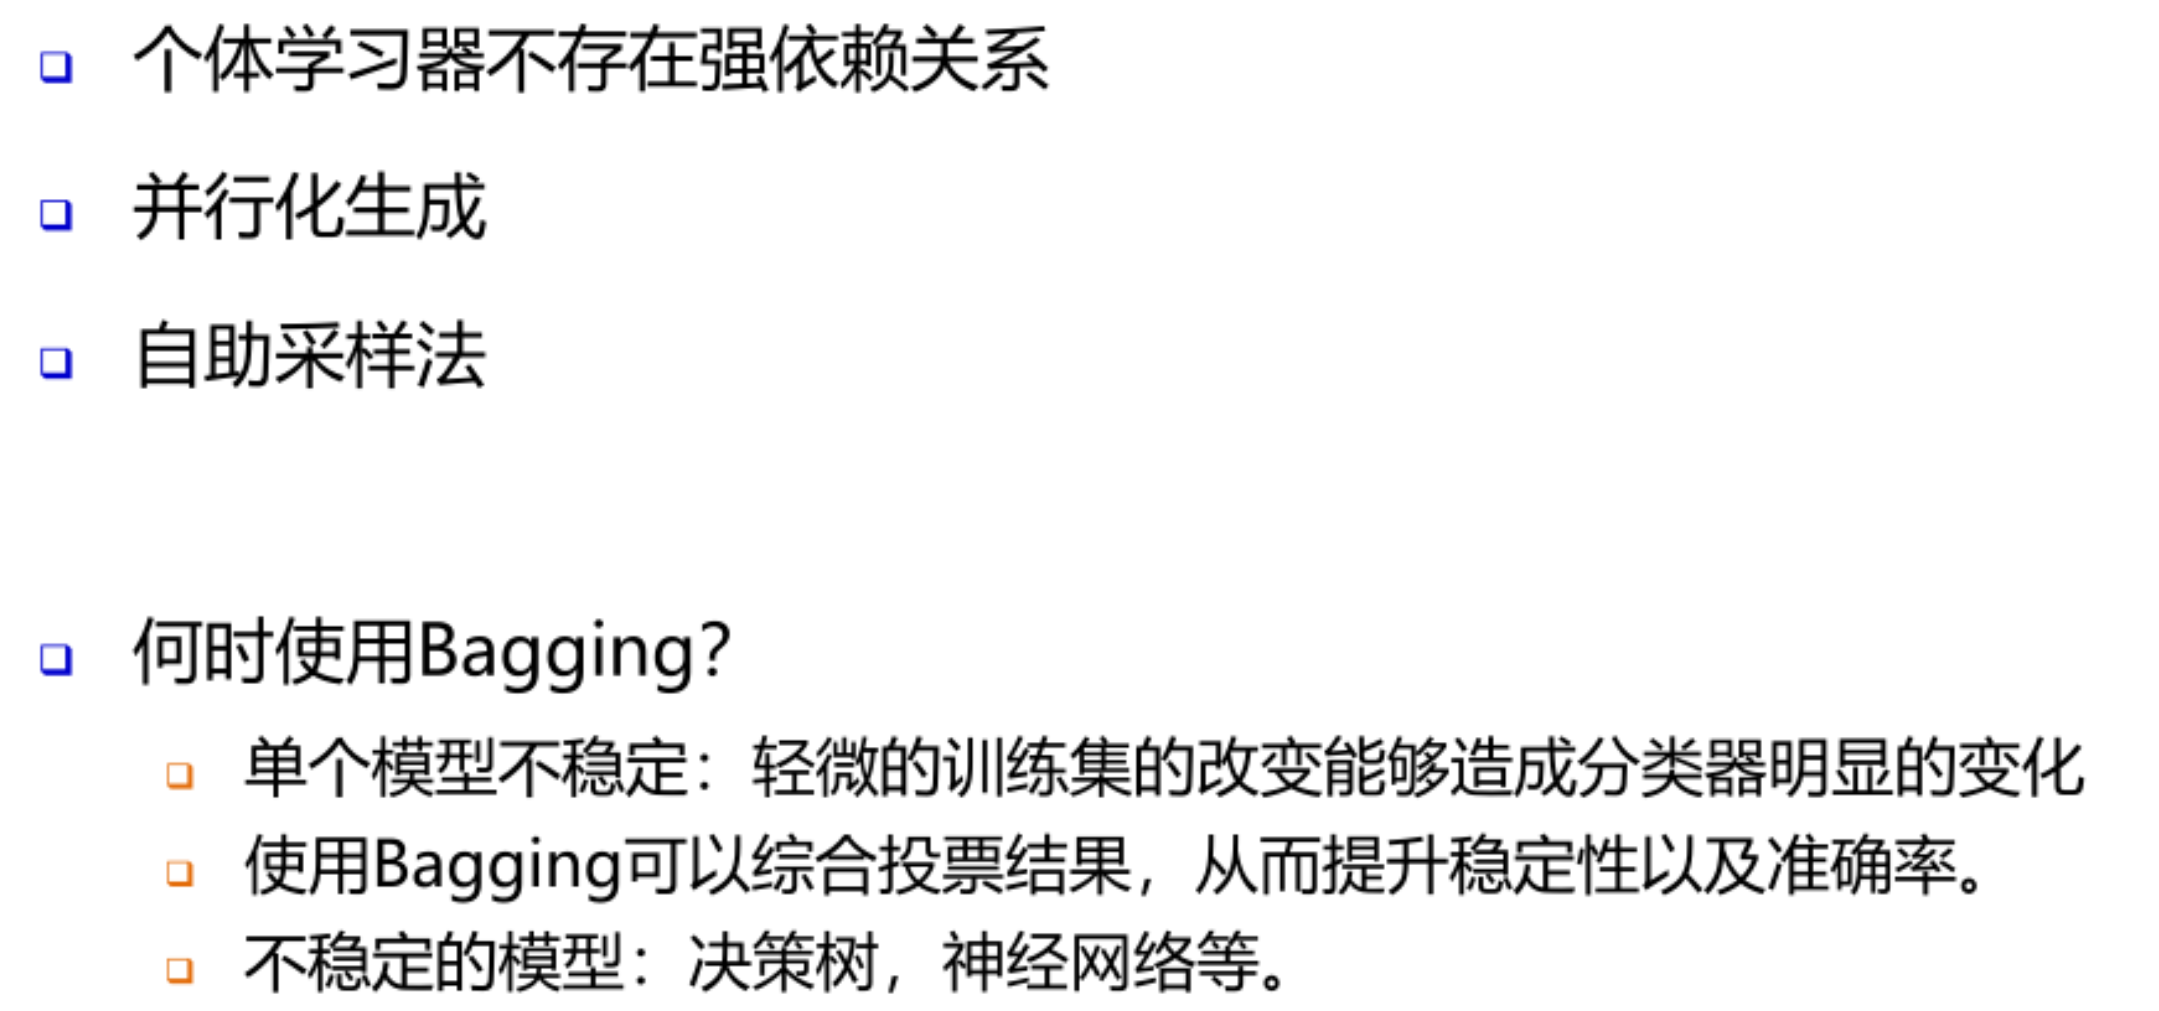 个体学习器不存在强依赖关系
并行化生成
自助采样法
何时使用Bagging？
单个模型不稳定：轻微的训练集的改变能够造成分类器明显的变化
使用Bagging可以综合投票结果，从而提升稳定性以及准确率。
不稳定的模型：决策树，神经网络等。